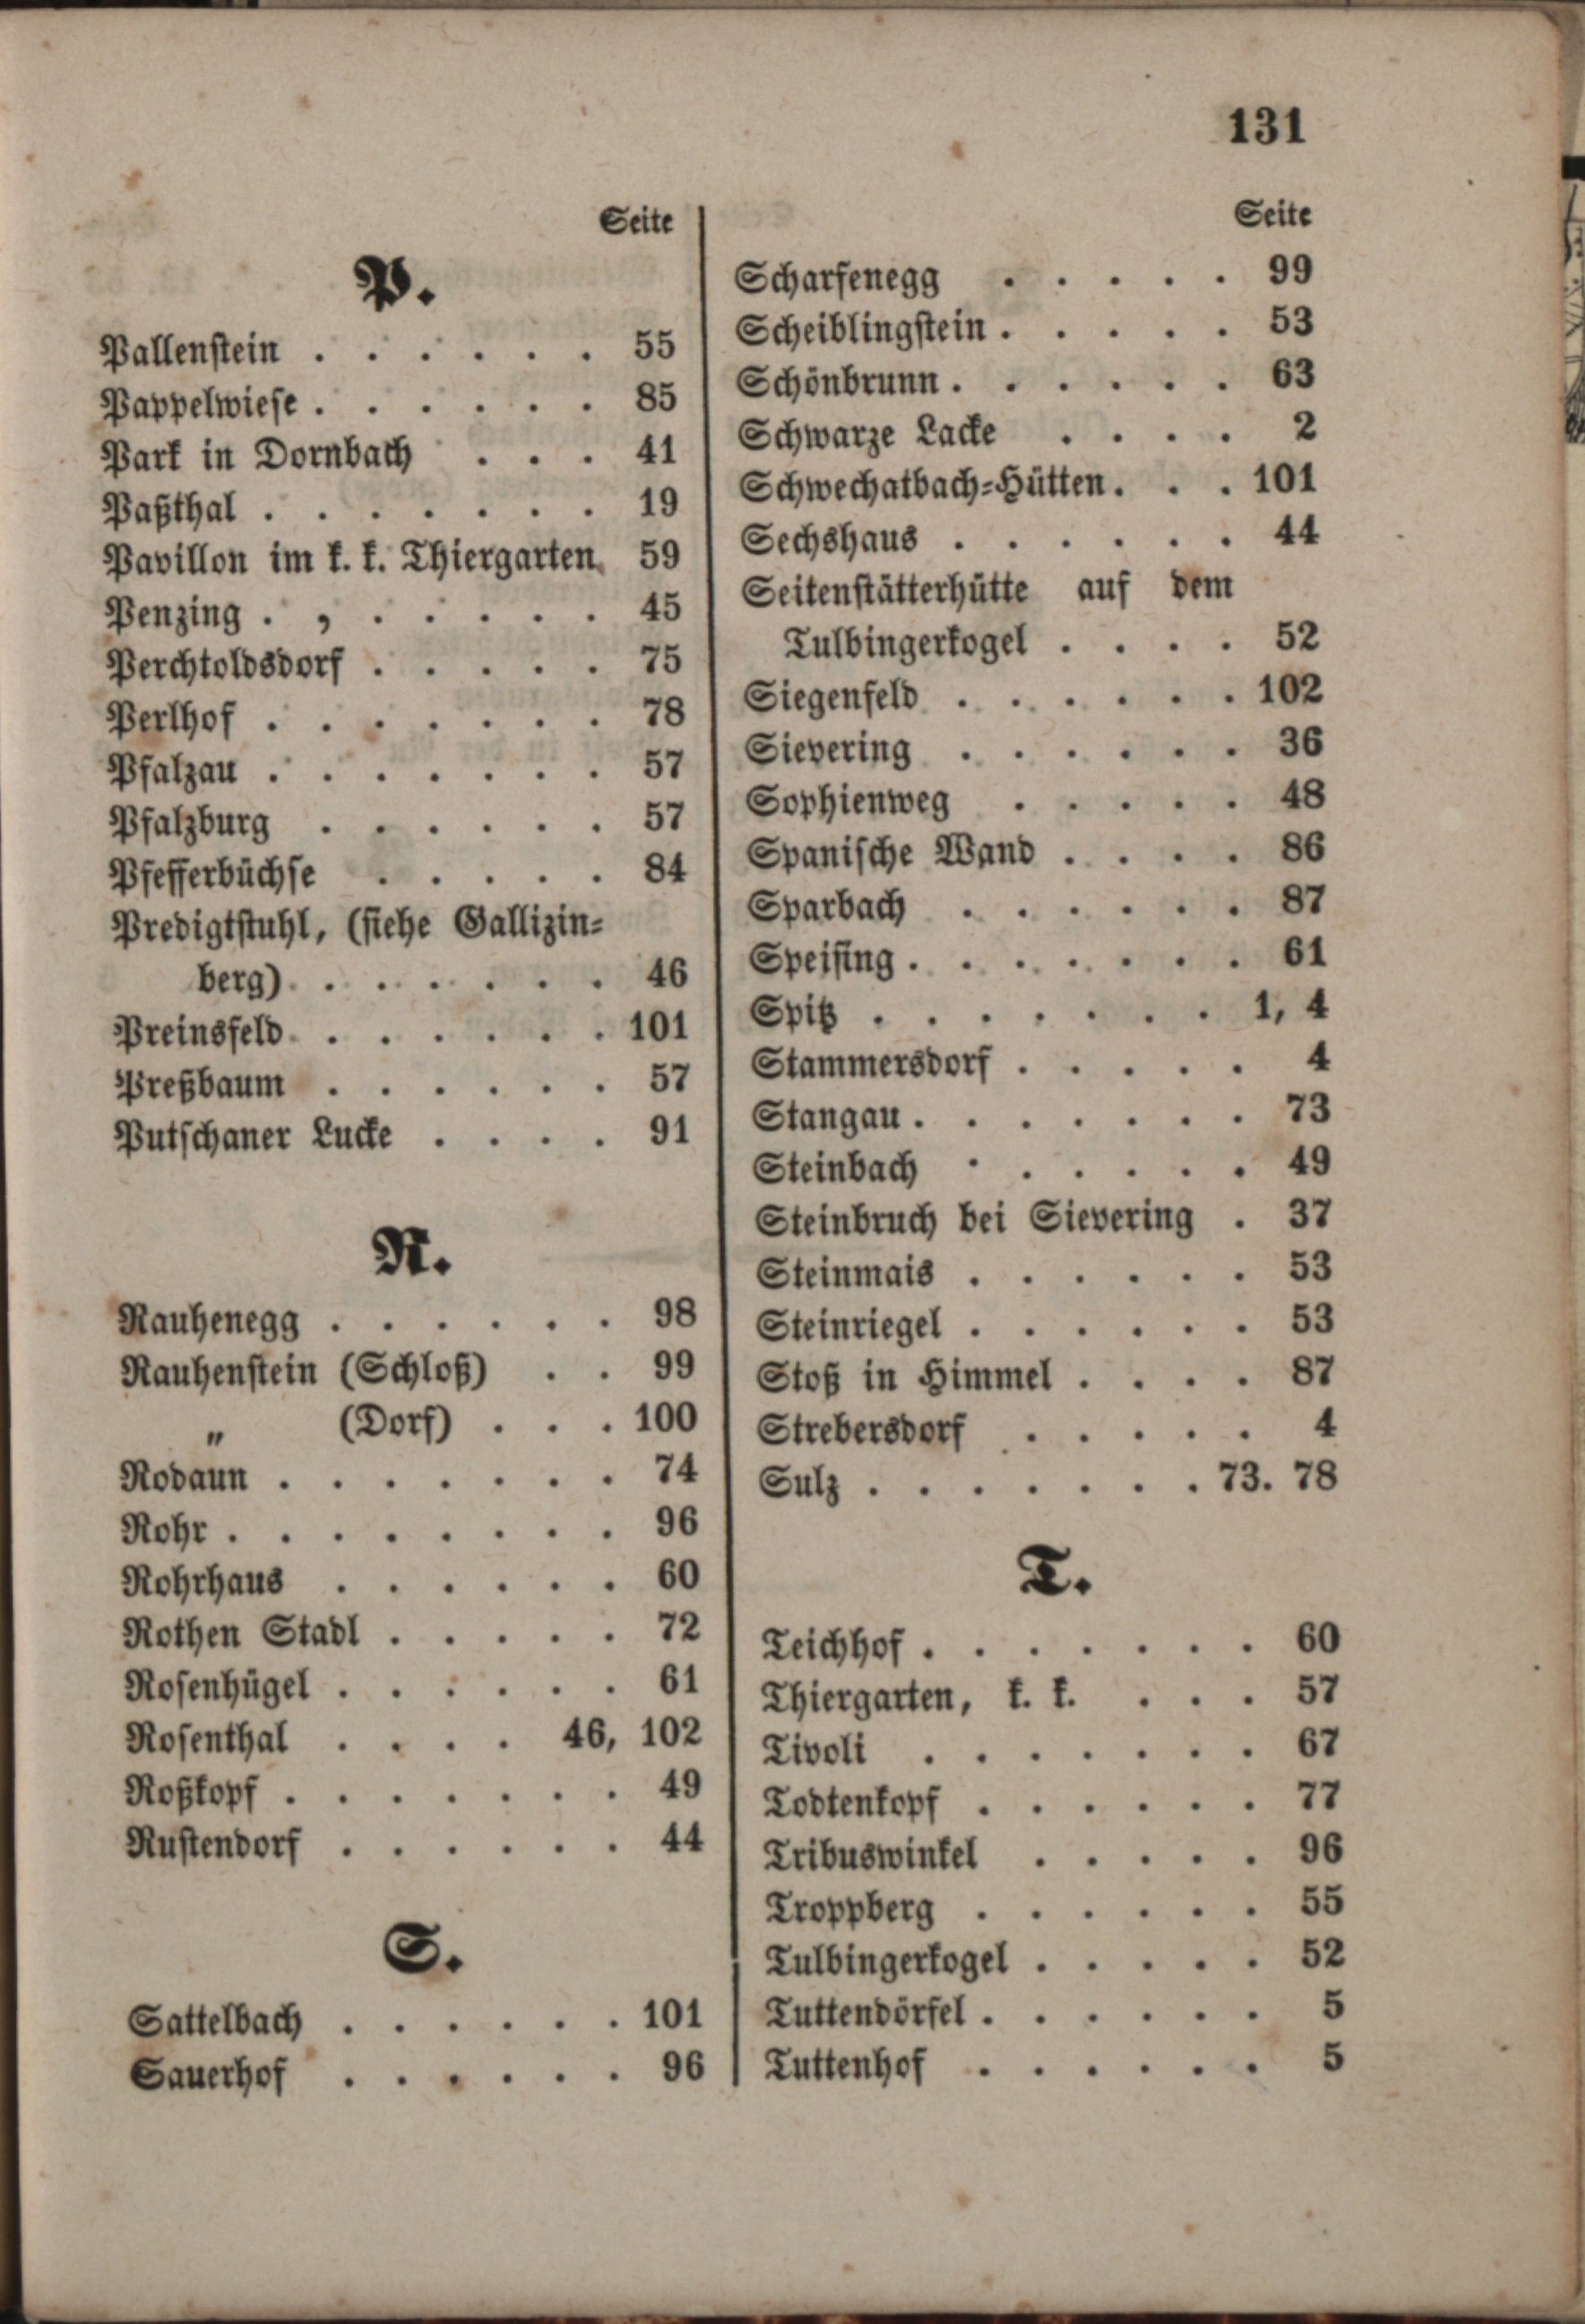 131
Seite
P.
Pallenstein . . . . . . 55
Pappelwiese . . . . . . 85
Park in Dornbach . . . 41
Paßthal . . . . . . . 19
Pavillon im k. k. Thiergarten. 59
Penzing . , . . . . . 45
Perchtoldsdorf . . . . . 75
Perlhof . . . . . . . 78
Pfalzau . . . . . . . 57
Pfalzburg . . . . . . 57
Pfefferbüchse . . . . . 84
Predigtstuhl, (siehe Gallizin-
berg) . . . . . . 46
Preinsfeld . . . . . . 101
Preßbaum . . . . . . 57
Putschaner Lucke . . . . 91
R.
Rauhenegg . . . . . . 98
Rauhenstein (Schloß) . . 99
„ (Dorf) . . . 100
Rodaun . . . . . . . 74
Rohr . . . . . . . . 96
Rohrhaus . . . . . . 60
Rothen Stadl . . . . . 72
Rosenhügel . . . . . . 61
Rosenthal . . . . 46, 102
Roßkopf . . . . . . . 49
Rustendorf . . . . . . 44
S.
Sattelbach . . . . . . 101
Sauerhof . . . . . . 96
Seite
Scharfenegg . . . . . 99
Scheiblingstein . . . . . 53
Schönbrunn . . . . . . 63
Schwarze Lacke . . . . 2
Schwechatbach-Hütten . . . 101
Sechshaus . . . . . . 44
Seitenstätterhütte auf dem
Tulbingerkogel . . . . 52
Siegenfeld . . . . . . 102
Sievering . . . . . . 36
Sophienweg . . . . . 48
Spanische Wand . . . . 86
Sparbach . . . . . . 87
Speising . . . . . . . 61
Spitz . . . . . . . 1, 4
Stammersdorf . . . . . 4
Stangau . . . . . . . 73
Steinbach . . . . . . 49
Steinbruch bei Sievering . 37
Steinmais . . . . . . 53
Steinriegel . . . . . . 53
Stoß in Himmel . . . . 87
Strebersdorf . . . . . 4
Sulz . . . . . . . 73. 78
T.
Teichhof . . . . . . . 60
Thiergarten, k. k. . . . 57
Tivoli . . . . . . . 67
Todtenkopf . . . . . . 77
Tribuswinkel . . . . . 96
Troppberg . . . . . . 55
Tulbingerkogel . . . . . 52
Tuttendörfel . . . . . . 5
Tuttenhof . . . . . . 5